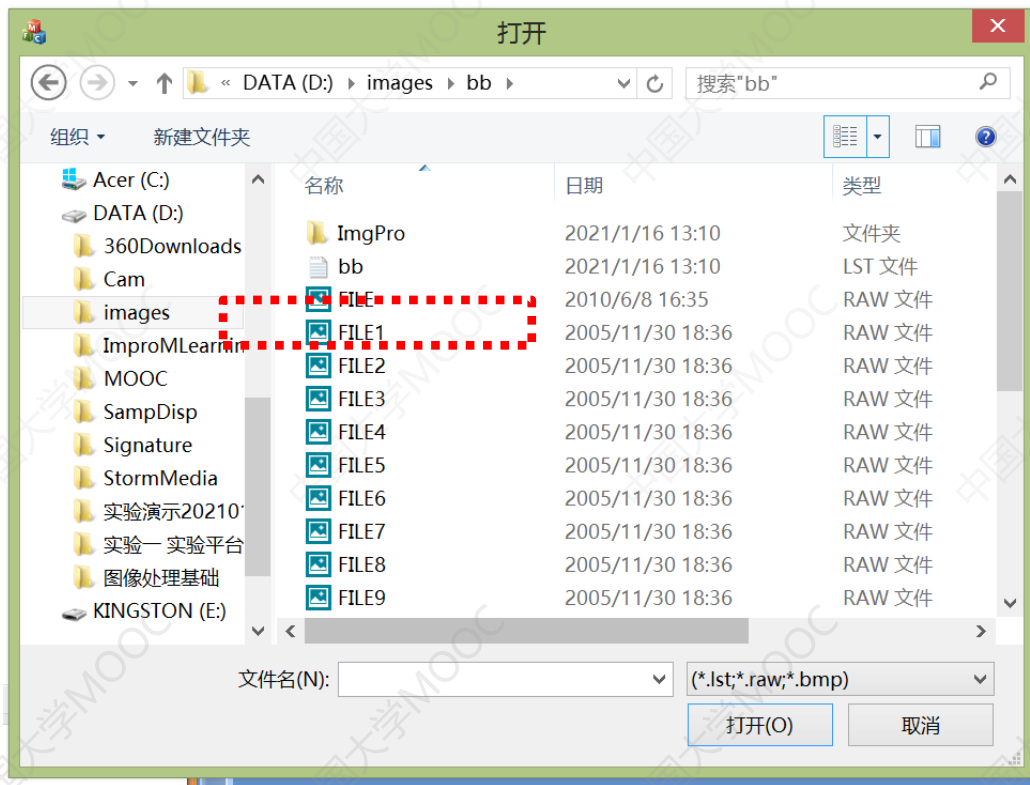 打开
« DATA (D:) images bb 搜索"bb"
组织 新建文件夹
Acer (C:)
DATA (D:)
360Downloads
Cam
images
ImproMLearnin
MOOC
SampDisp
Signature
StormMedia
实验演示20210
实验一 实验平台
图像处理基础
KINGSTON (E:)
名称 日期 类型
ImgPro 2021/1/16 13:10 文件夹
bb 2021/1/16 13:10 LST 文件
FILE 2010/6/8 16:35 RAW 文件
FILE1 2005/11/30 18:36 RAW 文件
FILE2 2005/11/30 18:36 RAW 文件
FILE3 2005/11/30 18:36 RAW 文件
FILE4 2005/11/30 18:36 RAW 文件
FILE5 2005/11/30 18:36 RAW 文件
FILE6 2005/11/30 18:36 RAW 文件
FILE7 2005/11/30 18:36 RAW 文件
FILE8 2005/11/30 18:36 RAW 文件
FILE9 2005/11/30 18:36 RAW 文件
文件名(N): (*.lst;*.raw;*.bmp)
打开(O) 取消
中国大学MOOC